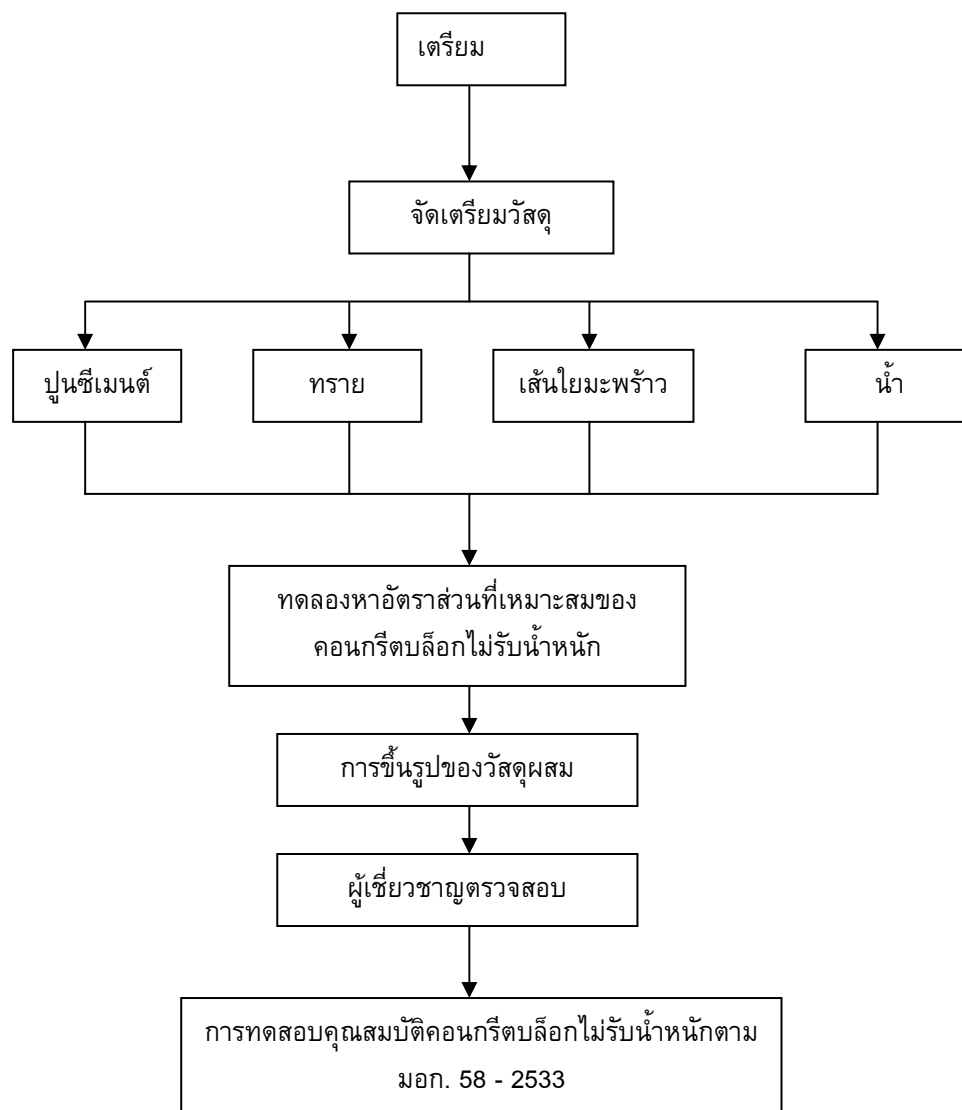 เตรียม
จัดเตรียมวัสดุ
ปูนซีเมนต์
ทราย
เส้นใยมะพร้าว
น้ำ
ทดลองหาอัตราส่วนที่เหมาะสมของ
คอนกรีตบล็อกไม่รับน้ำหนัก
การขึ้นรูปของวัสดุผสม
ผู้เชี่ยวชาญตรวจสอบ
การทดสอบคุณสมบัติคอนกรีตบล็อกไม่รับน้ำหนักตาม
มอก. 58 - 2533